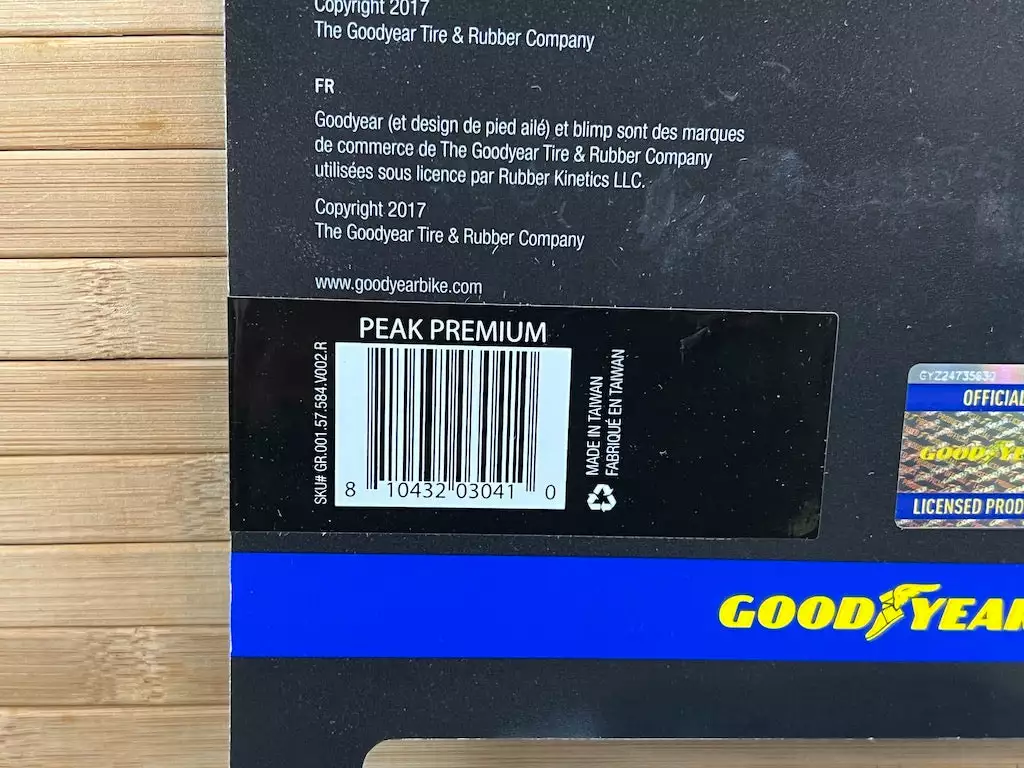 Copyright 2017
The Goodyear Tire & Rubber Company
FR
Goodyear (et design de pied ailé) et blimp sont des marques
de commerce de The Goodyear Tire & Rubber Company
utilisées sous licence par Rubber Kinetics LLC.
Copyright 2017
The Goodyear Tire & Rubber Company
www.goodyearbike.com
PEAK PREMIUM
SKU# GR.001.57.584.V002.R
8 10432 03041 0
MADE IN TAIWAN
FABRIQUÉ EN TAIWAN
OFFICIAL
GOODYE
LICENSED PROD
GOODYEAR